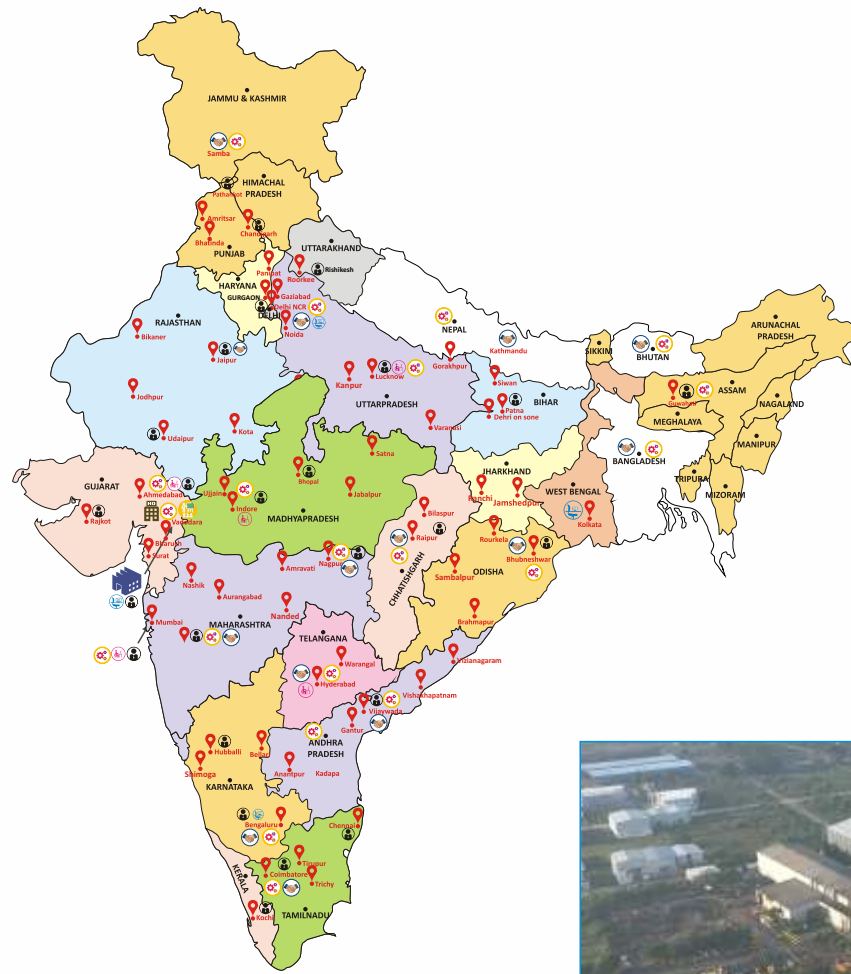 JAMMU & KASHMIR
Samba
HIMACHAL
PRADESH
Pathankot
Amritsar
Chandigarh
Bhatinda
PUNJAB
UTTARAKHAND
Panipat
Roorkee
Rishikesh
HARYANA
GURGAON
Gaziabad
Delhi NCR
DELHI
Noida
RAJASTHAN
Bikaner
Jaipur
Jodhpur
Udaipur
Kota
NEPAL
Kathmandu
Gorakhpur
Kanpur
Lucknow
UTTARPRADESH
Varanasi
SIKKIM
BHUTAN
ARUNACHAL
PRADESH
Siwan
BIHAR
Patna
Dehri on sone
Guwahati
ASSAM
NAGALAND
MEGHALAYA
MANIPUR
BANGLADESH
TRIPURA
MIZORAM
Satna
GUJARAT
Ahmedabad
Ujjain
Bhopal
Jabalpur
Indore
MADHYAPRADESH
HO
Vadodara
Rajkot
Bharush
Surat
JHARKHAND
Ranchi
Jamshedpur
WEST BENGAL
Kolkata
Bilaspur
Raipur
CHHATISHGARH
Rourkela
Bhubneshwar
ODISHA
Sambalpur
Brahmapur
Nagpur
Amravati
Nashik
Aurangabad
Nanded
Mumbai
MAHARASHTRA
TELANGANA
Warangal
Hyderabad
Vizianagaram
Vishakhapatnam
Vijaywada
Gantur
ANDHRA
PRADESH
Anantpur
Kadapa
Hubballi
Bellari
Shimoga
KARNATAKA
Bengaluru
Chennai
KERALA
Tirupur
Coimbatore
Trichy
Kochi
TAMILNADU